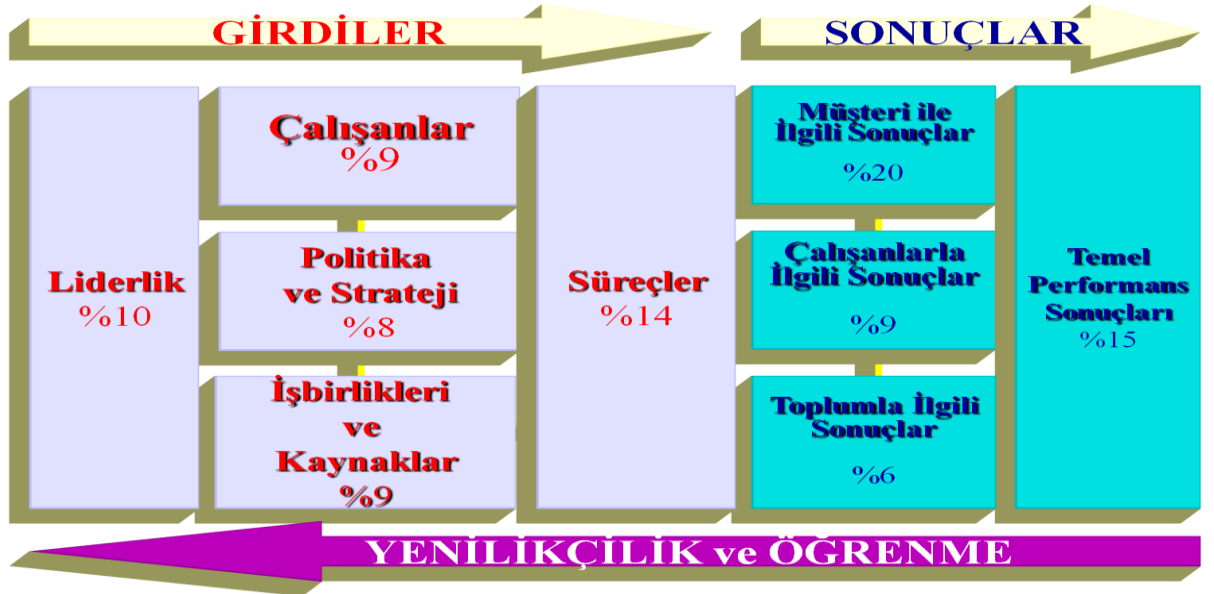 GİRDİLER
SONUÇLAR
Liderlik
%10
Çalışanlar
%9
Politika
ve Strateji
%8
İşbirlikleri
ve
Kaynaklar
%9
Süreçler
%14
Müşteri ile
İlgili Sonuçlar
%20
Çalışanlarla
İlgili Sonuçlar
%9
Toplumla İlgili
Sonuçlar
%6
Temel
Performans
Sonuçları
%15
YENİLİKÇİLİK ve ÖĞRENME